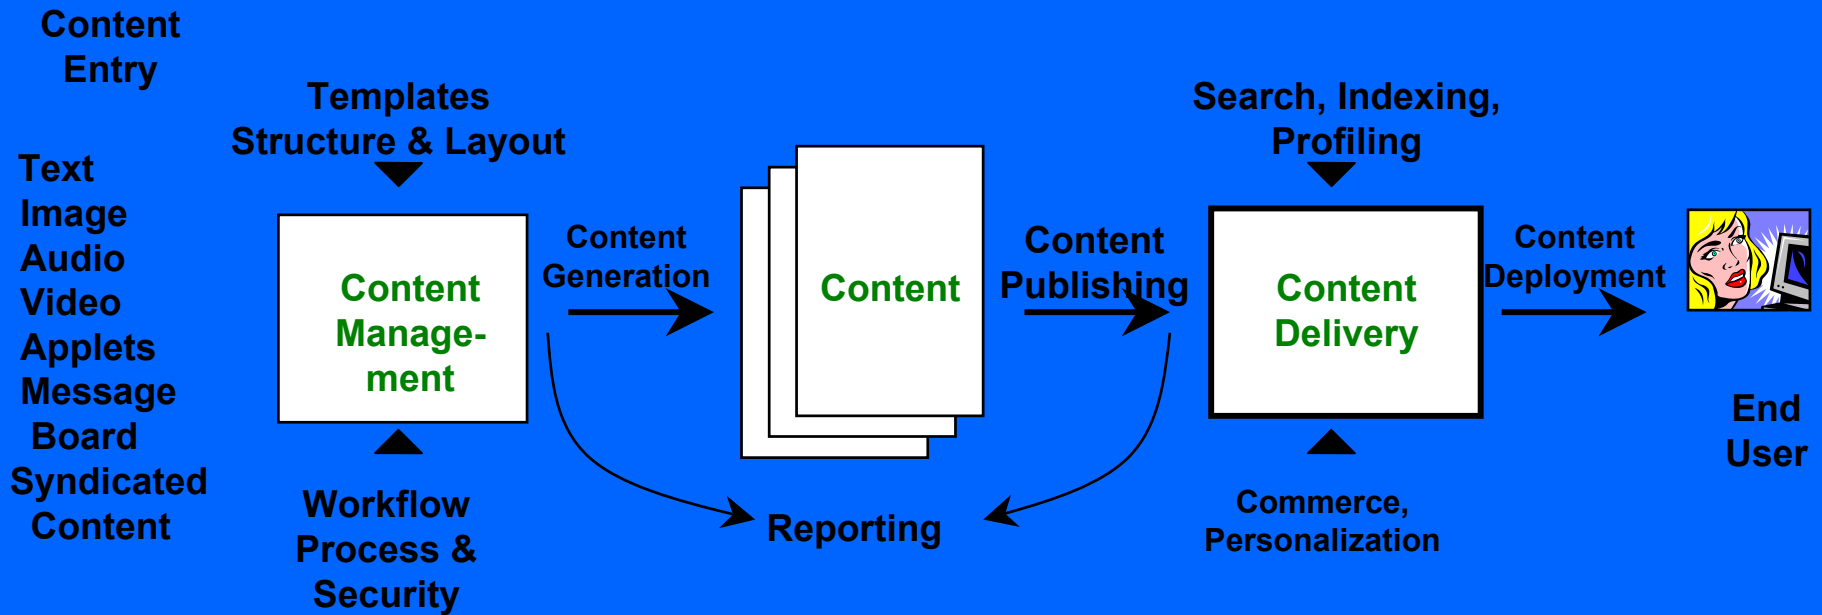 Content
Entry
Text
Image
Audio
Video
Applets
Message
Board
Syndicated
Content
Templates
Structure & Layout
Content
Manage-
ment
Workflow
Process &
Security
Content
Generation
Content
Reporting
Content
Publishing
Search, Indexing,
Profiling
Content
Delivery
Commerce,
Personalization
Content
Deployment
End
User